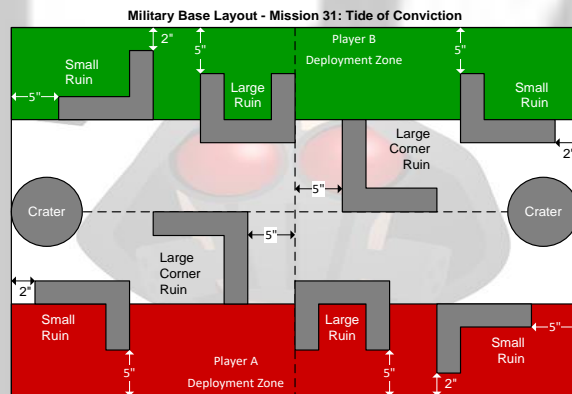 Military Base Layout - Mission 31: Tide of Conviction
2"
5"
Player B
Deployment Zone
5"
Small
Ruin
Large
Ruin
Small
Ruin
5"
Large
Corner
Ruin
2"
5"
Crater
Crater
5"
Large
Corner
Ruin
2"
Small
Ruin
Large
Ruin
5"
Small
Ruin
5"
Player A
Deployment Zone
5"
2"